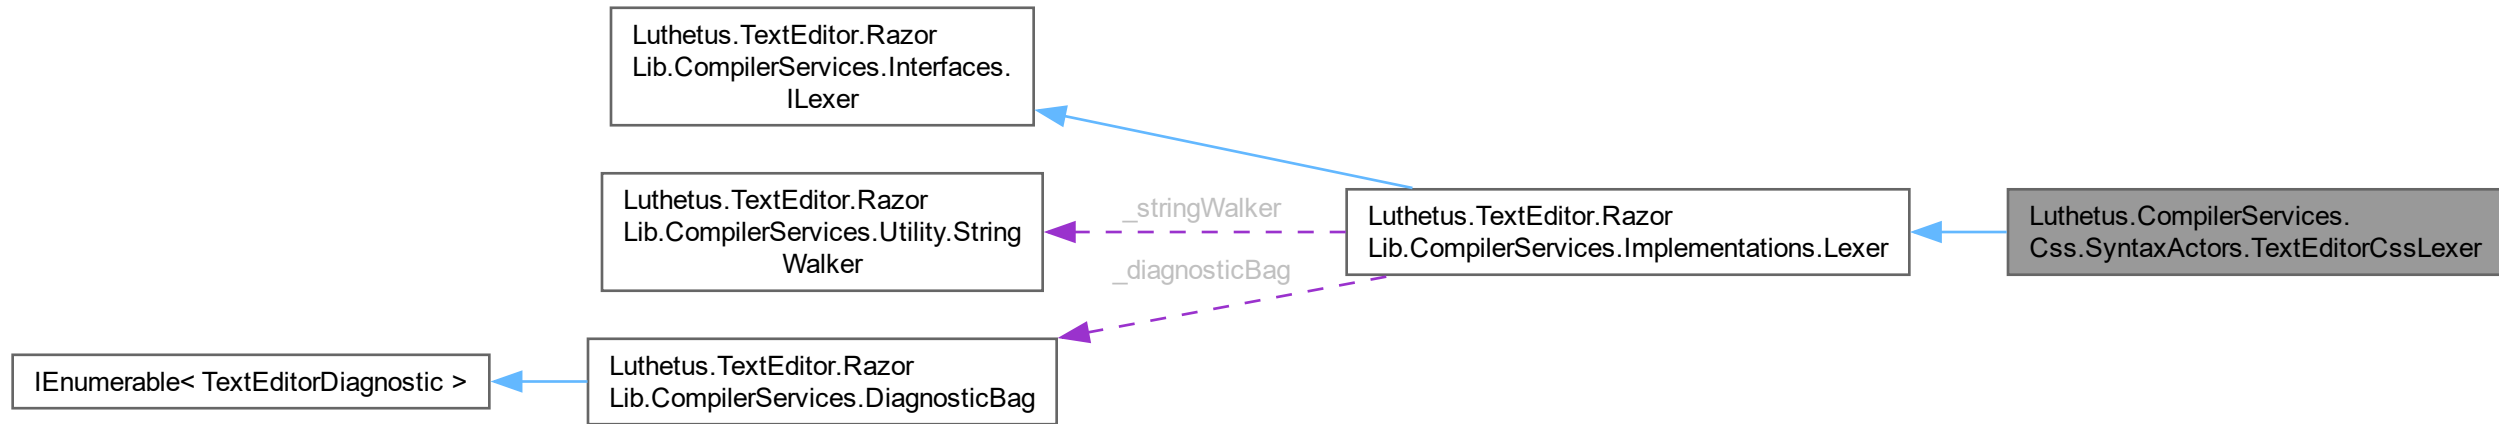 Luthetus.TextEditor.Razor
Lib.CompilerServices.Interfaces.
ILexer
Luthetus.TextEditor.Razor
Lib.CompilerServices.Utility.String
Walker
_stringWalker
_diagnosticBag
Luthetus.TextEditor.Razor
Lib.CompilerServices.Implementations.Lexer
Luthetus.CompilerServices.
Css.SyntaxActors.TextEditorCssLexer
IEnumerable< TextEditorDiagnostic >
Luthetus.TextEditor.Razor
Lib.CompilerServices.DiagnosticBag